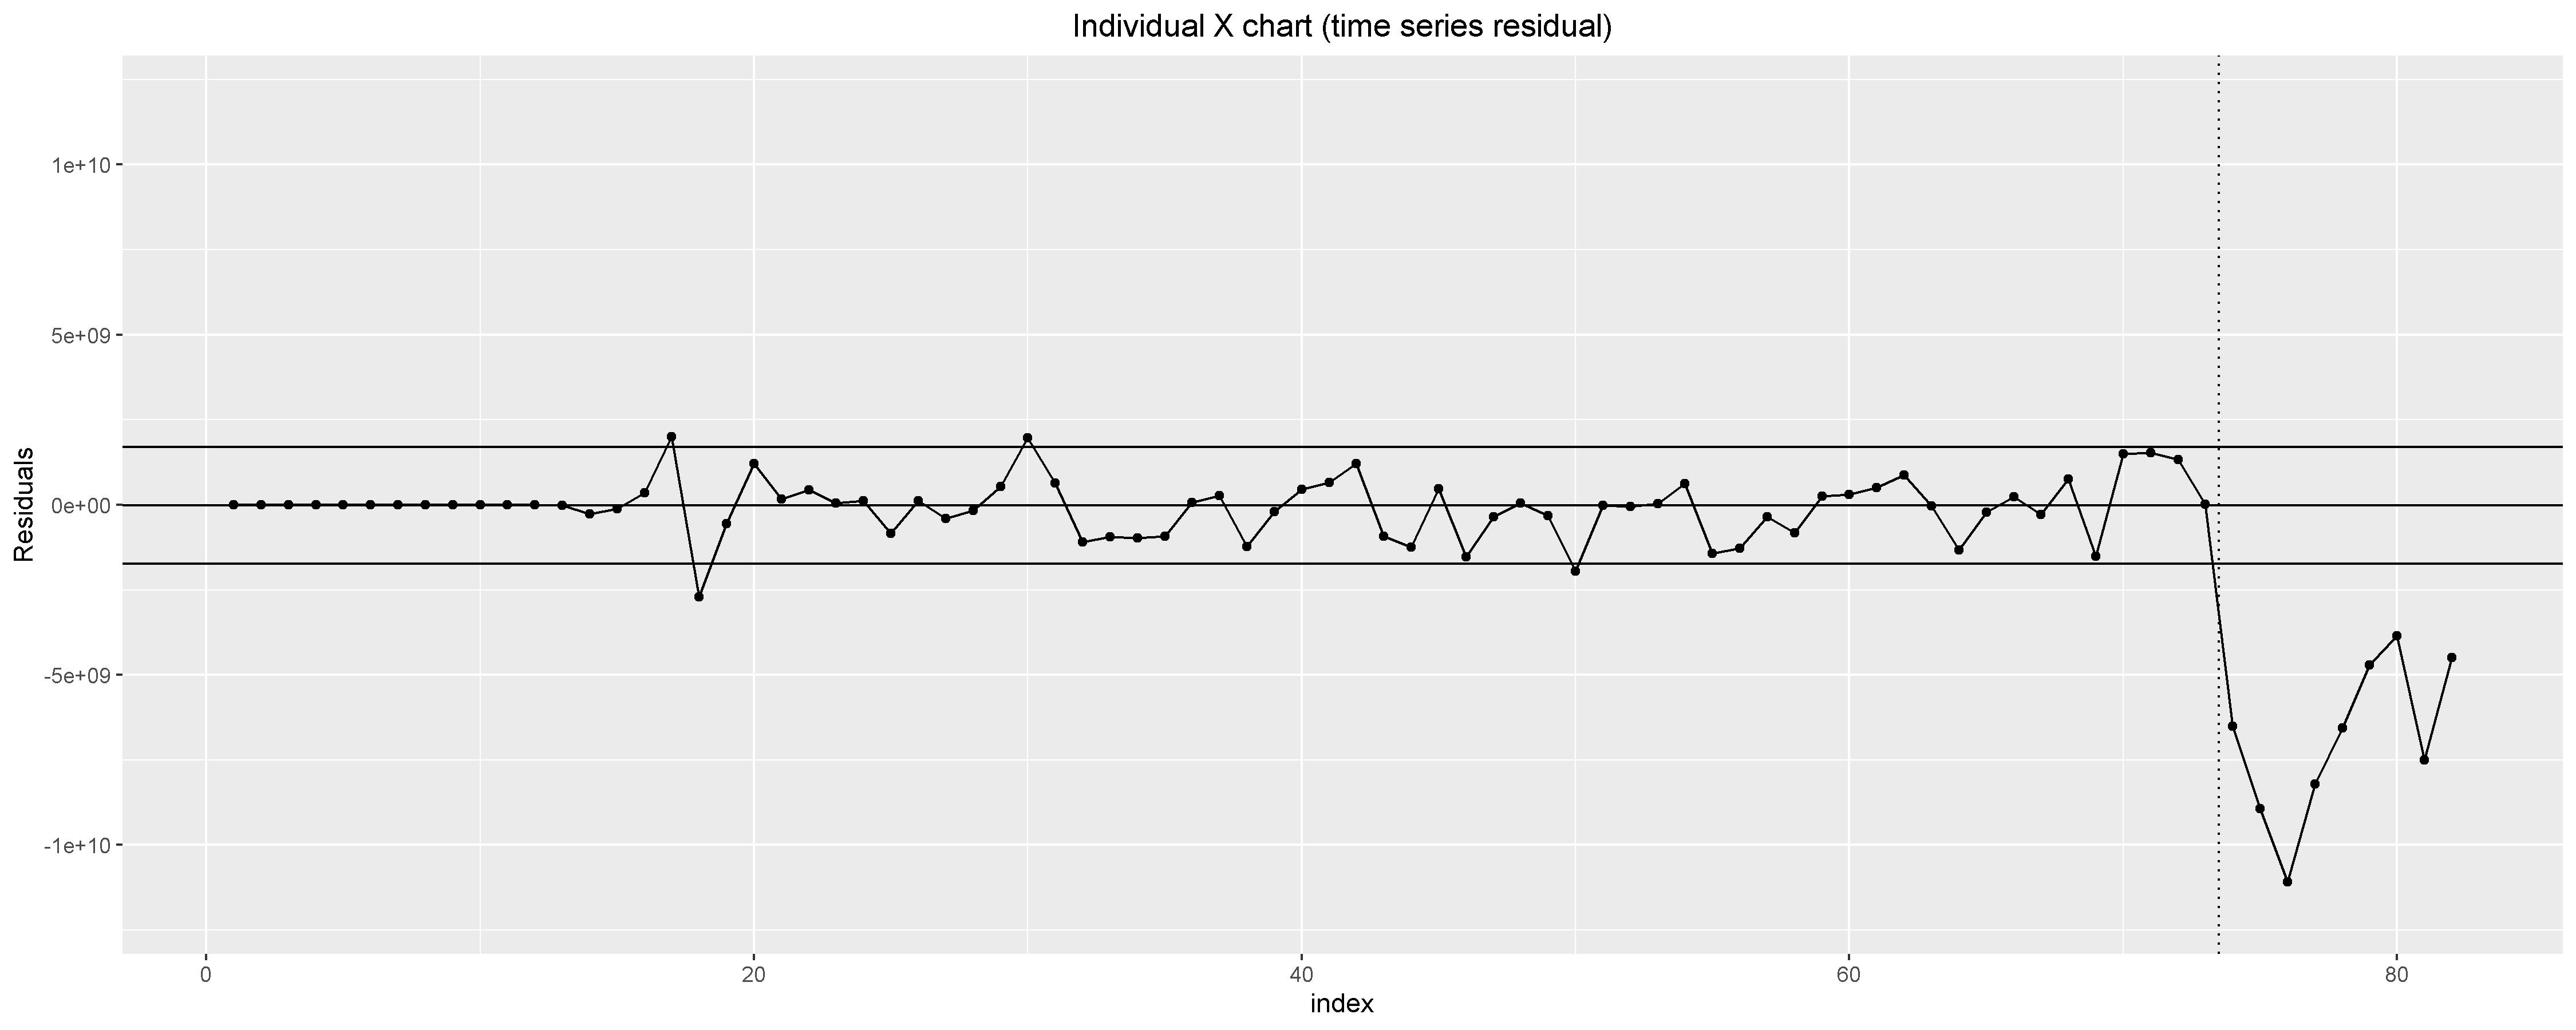 Individual X chart (time series residual)
Residuals
1e+10
5e+09
0e+00
-5e+09
-1e+10
0 20 40 60 80
index